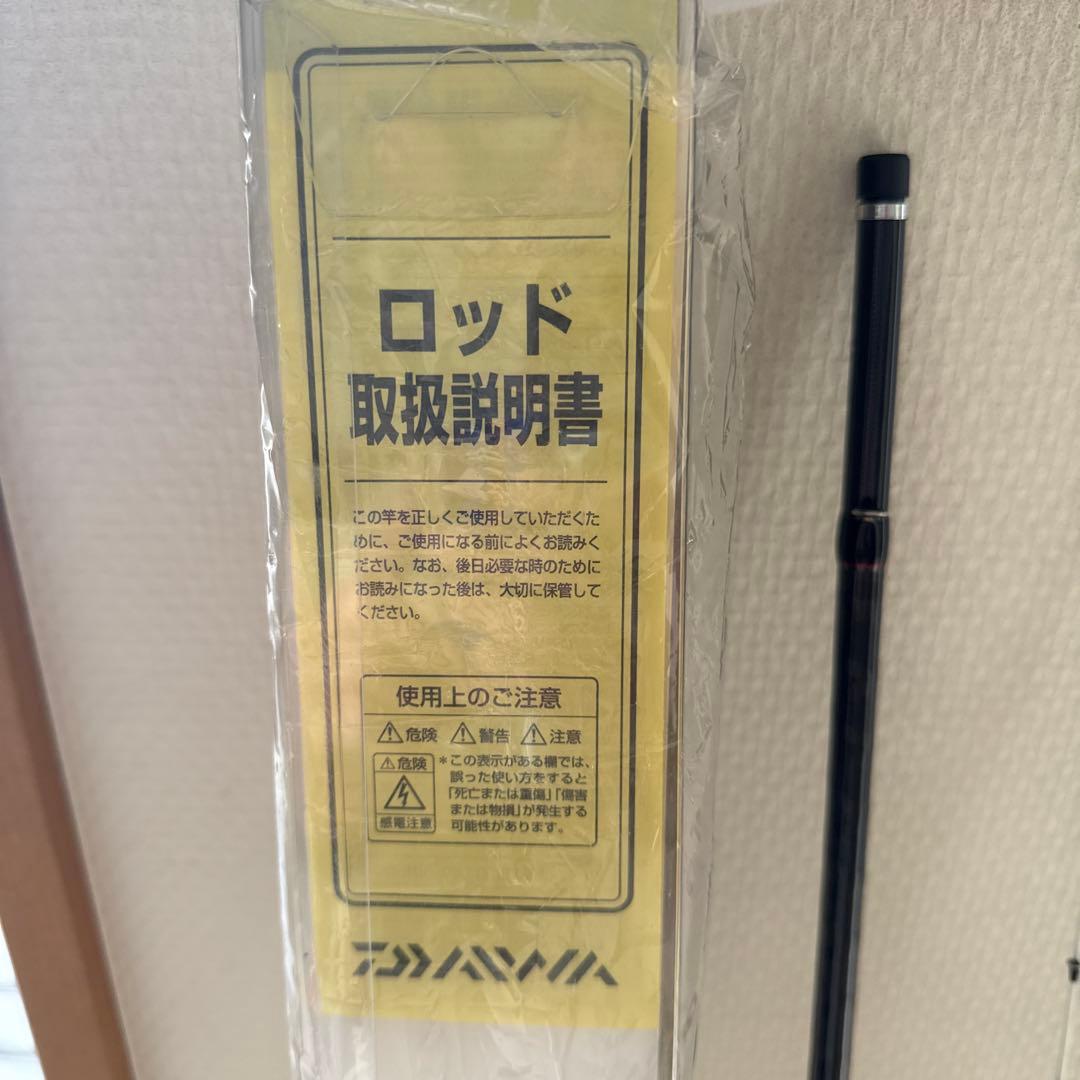 ロッド
取扱説明書
この竿を正しくご使用していただくた
めに、ご使用になる前によくお読みく
ださい。なお、後日必要な時のために
お読みになった後は、大切に保管して
ください。
使用上のご注意
危険 警告 注意
危険
感電注意
*この表示がある欄では、
誤った使い方をすると
「死亡または重傷」「傷害
または物損」が発生する
可能性があります。
DAIWA